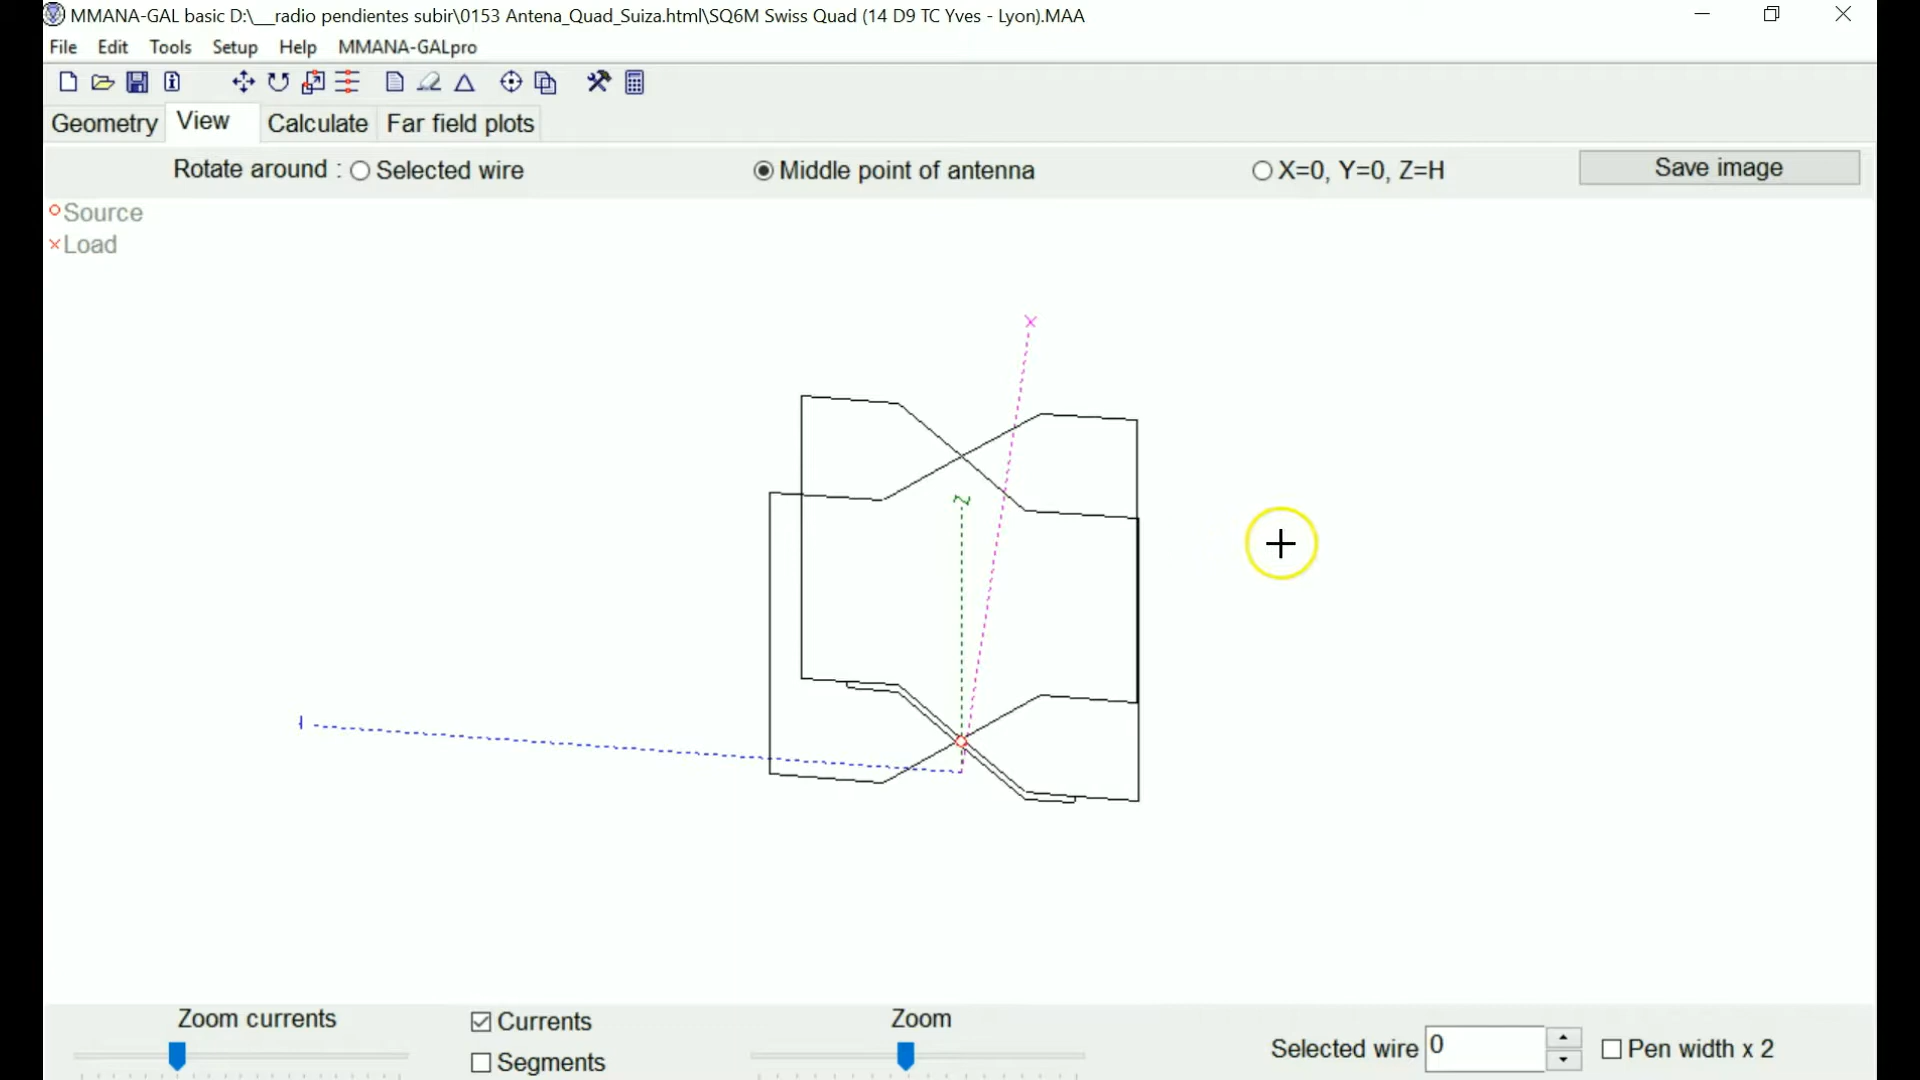 MMANA-GAL basic D:\__radio pendientes subir\0153 Antena_Quad_Suiza.html\SQ6M Swiss Quad (14 D9 TC Yves - Lyon).MAA
File Edit Tools Setup Help MMANA-GALpro
Geometry View Calculate Far field plots
Rotate around : Selected wire Middle point of antenna X=0, Y=0, Z=H Save image
Source
Load
X
Z
Zoom currents Currents Zoom
Selected wire 0 Pen width x 2
Segments